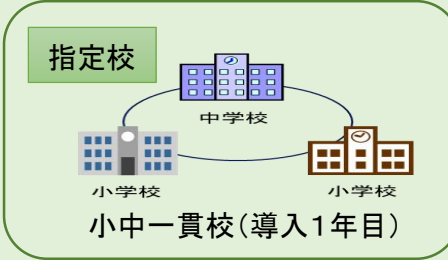 指定校
中学校
小学校
小学校
小中一貫校(導入1年目)